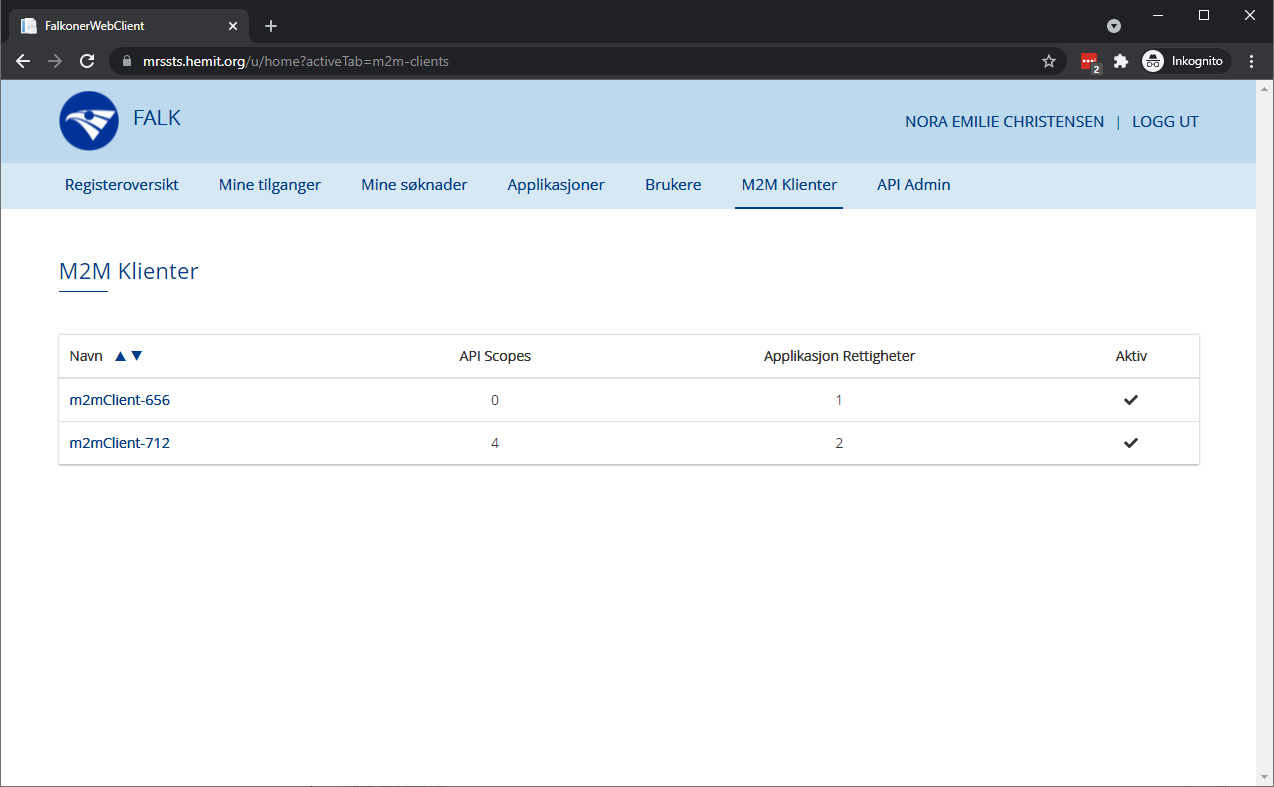 FalkonerWebClient
mrssts.hemit.org/u/home?activeTab=m2m-clients
2
Inkognito
FALK
NORA EMILIE CHRISTENSEN | LOGG UT
Registeroversikt Mine tilganger Mine søknader Applikasjoner Brukere M2M Klienter API Admin
M2M Klienter
Navn API Scopes Applikasjon Rettigheter Aktiv
m2mClient-656 0 1
m2mClient-712 4 2